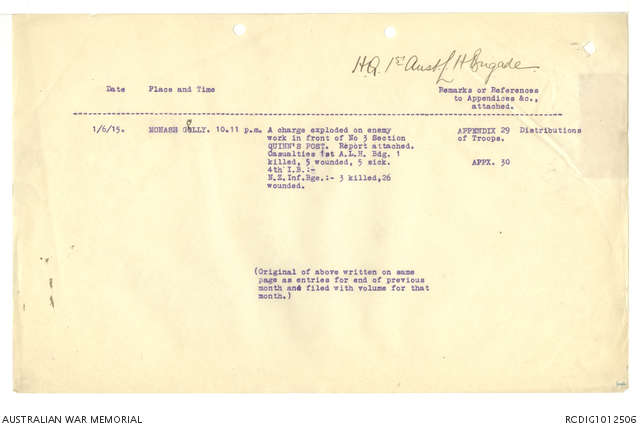 H.Q. 1st Aust L H Brigade
Date Place and Time Remarks or References
to Appendices &c.,
attached.
1/6/15. MONASH GULLY. 10.11 p.m. A charge exploded on enemy APPENDIX 29 Distributions
work in front of No 3 Section of Troops.
QUINN'S POST. Report attached.
Casualties 1st A.L.H. Bdg. 1 APPX. 30
killed, 5 wounded, 5 sick.
4th I.B.:-
N.Z.Inf.Bge.:- 3 killed,26
wounded.
(Original of above written on same
page as entries for end of previous
month and filed with volume for that
month.)
AUSTRALIAN WAR MEMORIAL RCDIG1012506